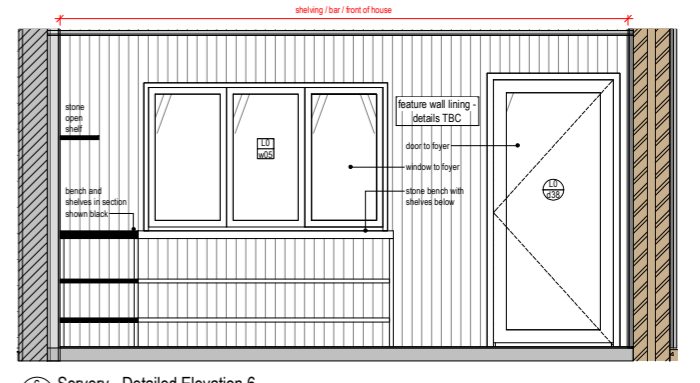 shelving / bar / front of house
stone
open
shelf
feature wall lining -
details TBC
L0
w05
door to foyer
window to foyer
bench and
shelves in section
shown black
stone bench with
shelves below
L0
d38
Servery - Detailed Elevation 6